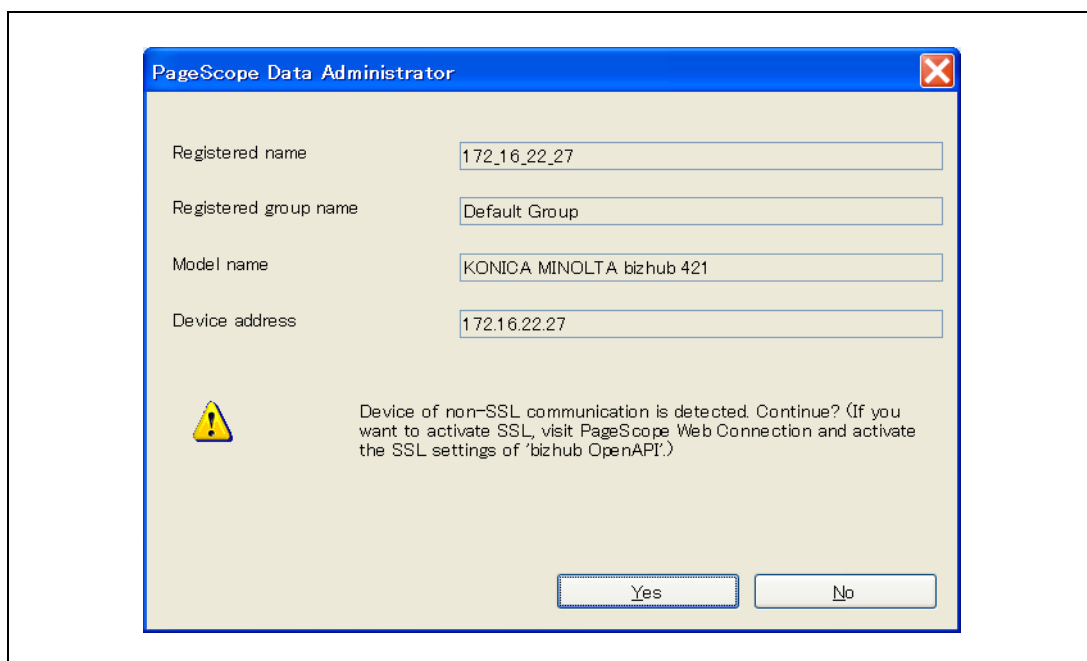 PageScope Data Administrator
Registered name 172_16_22_27
Registered group name Default Group
Model name KONICA MINOLTA bizhub 421
Device address 172.16.22.27
Device of non-SSL communication is detected. Continue? (If you
want to activate SSL, visit PageScope Web Connection and activate
the SSL settings of 'bizhub OpenAPI'.)
Yes No